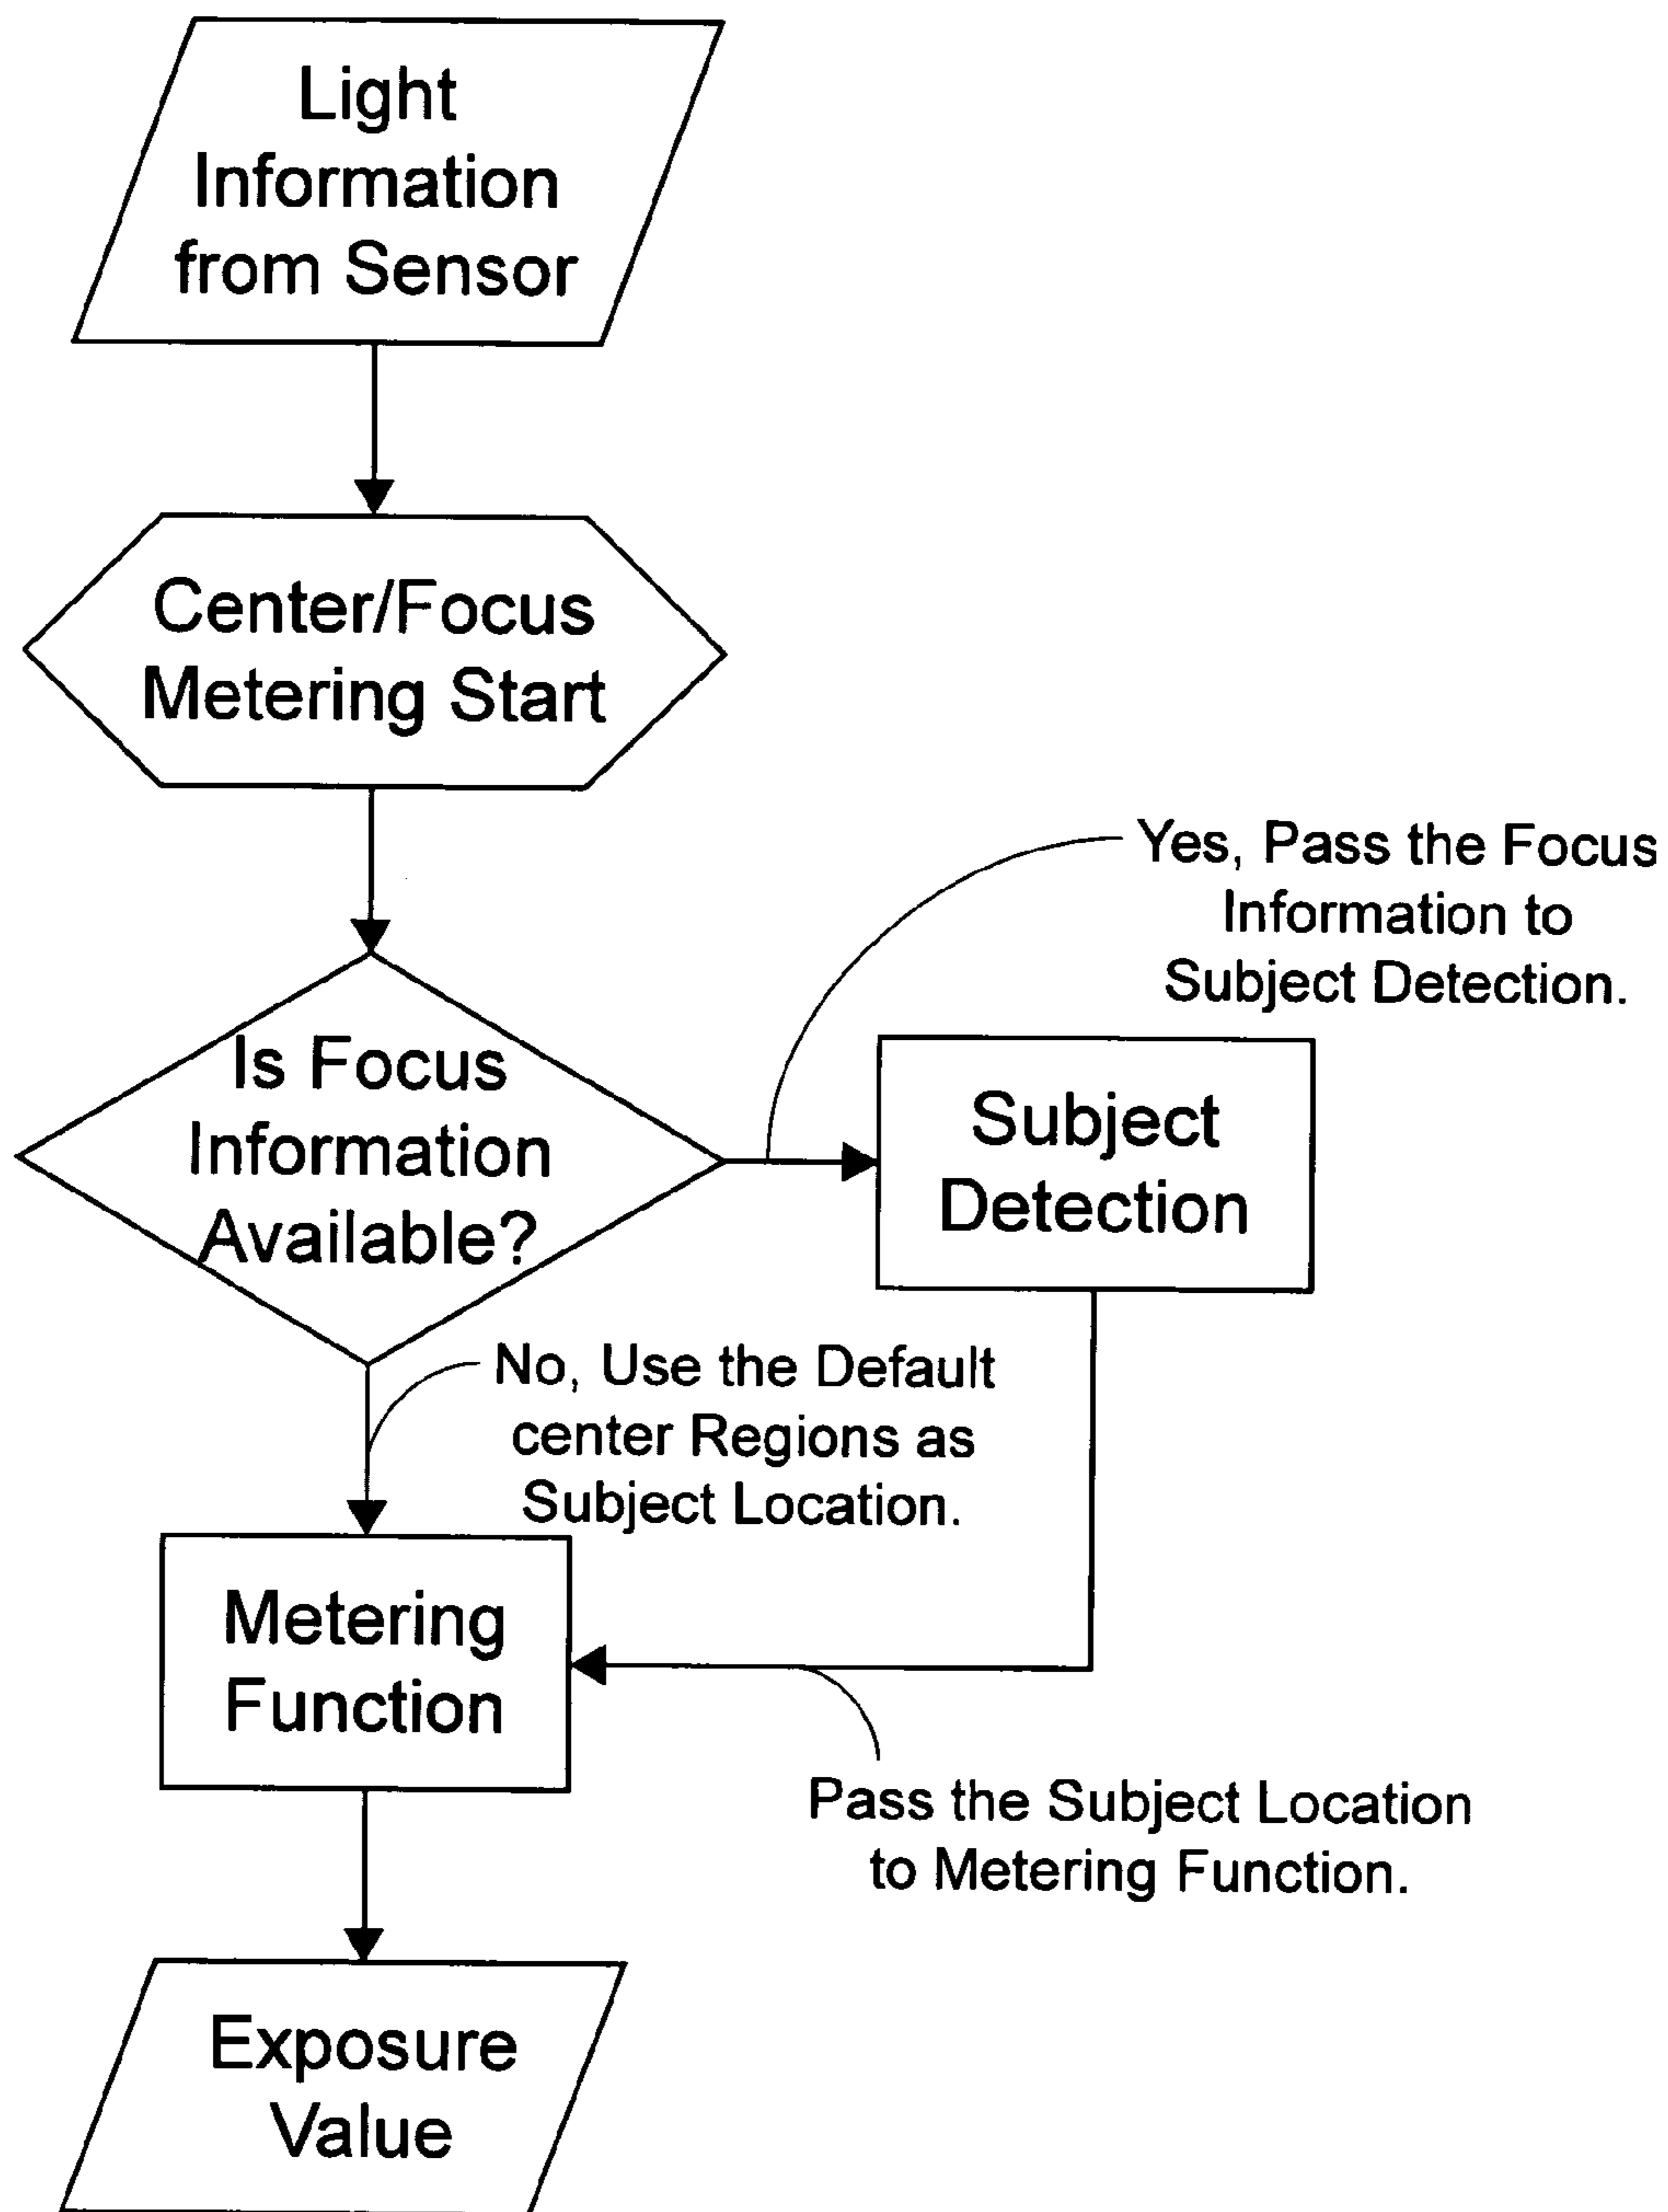 Light
Information
from Sensor
Center/Focus
Metering Start
Yes, Pass the Focus
Information to
Subject Detection.
Is Focus
Information
Available?
Subject
Detection
No, Use the Default
center Regions as
Subject Location.
Metering
Function
Pass the Subject Location
to Metering Function.
Exposure
Value